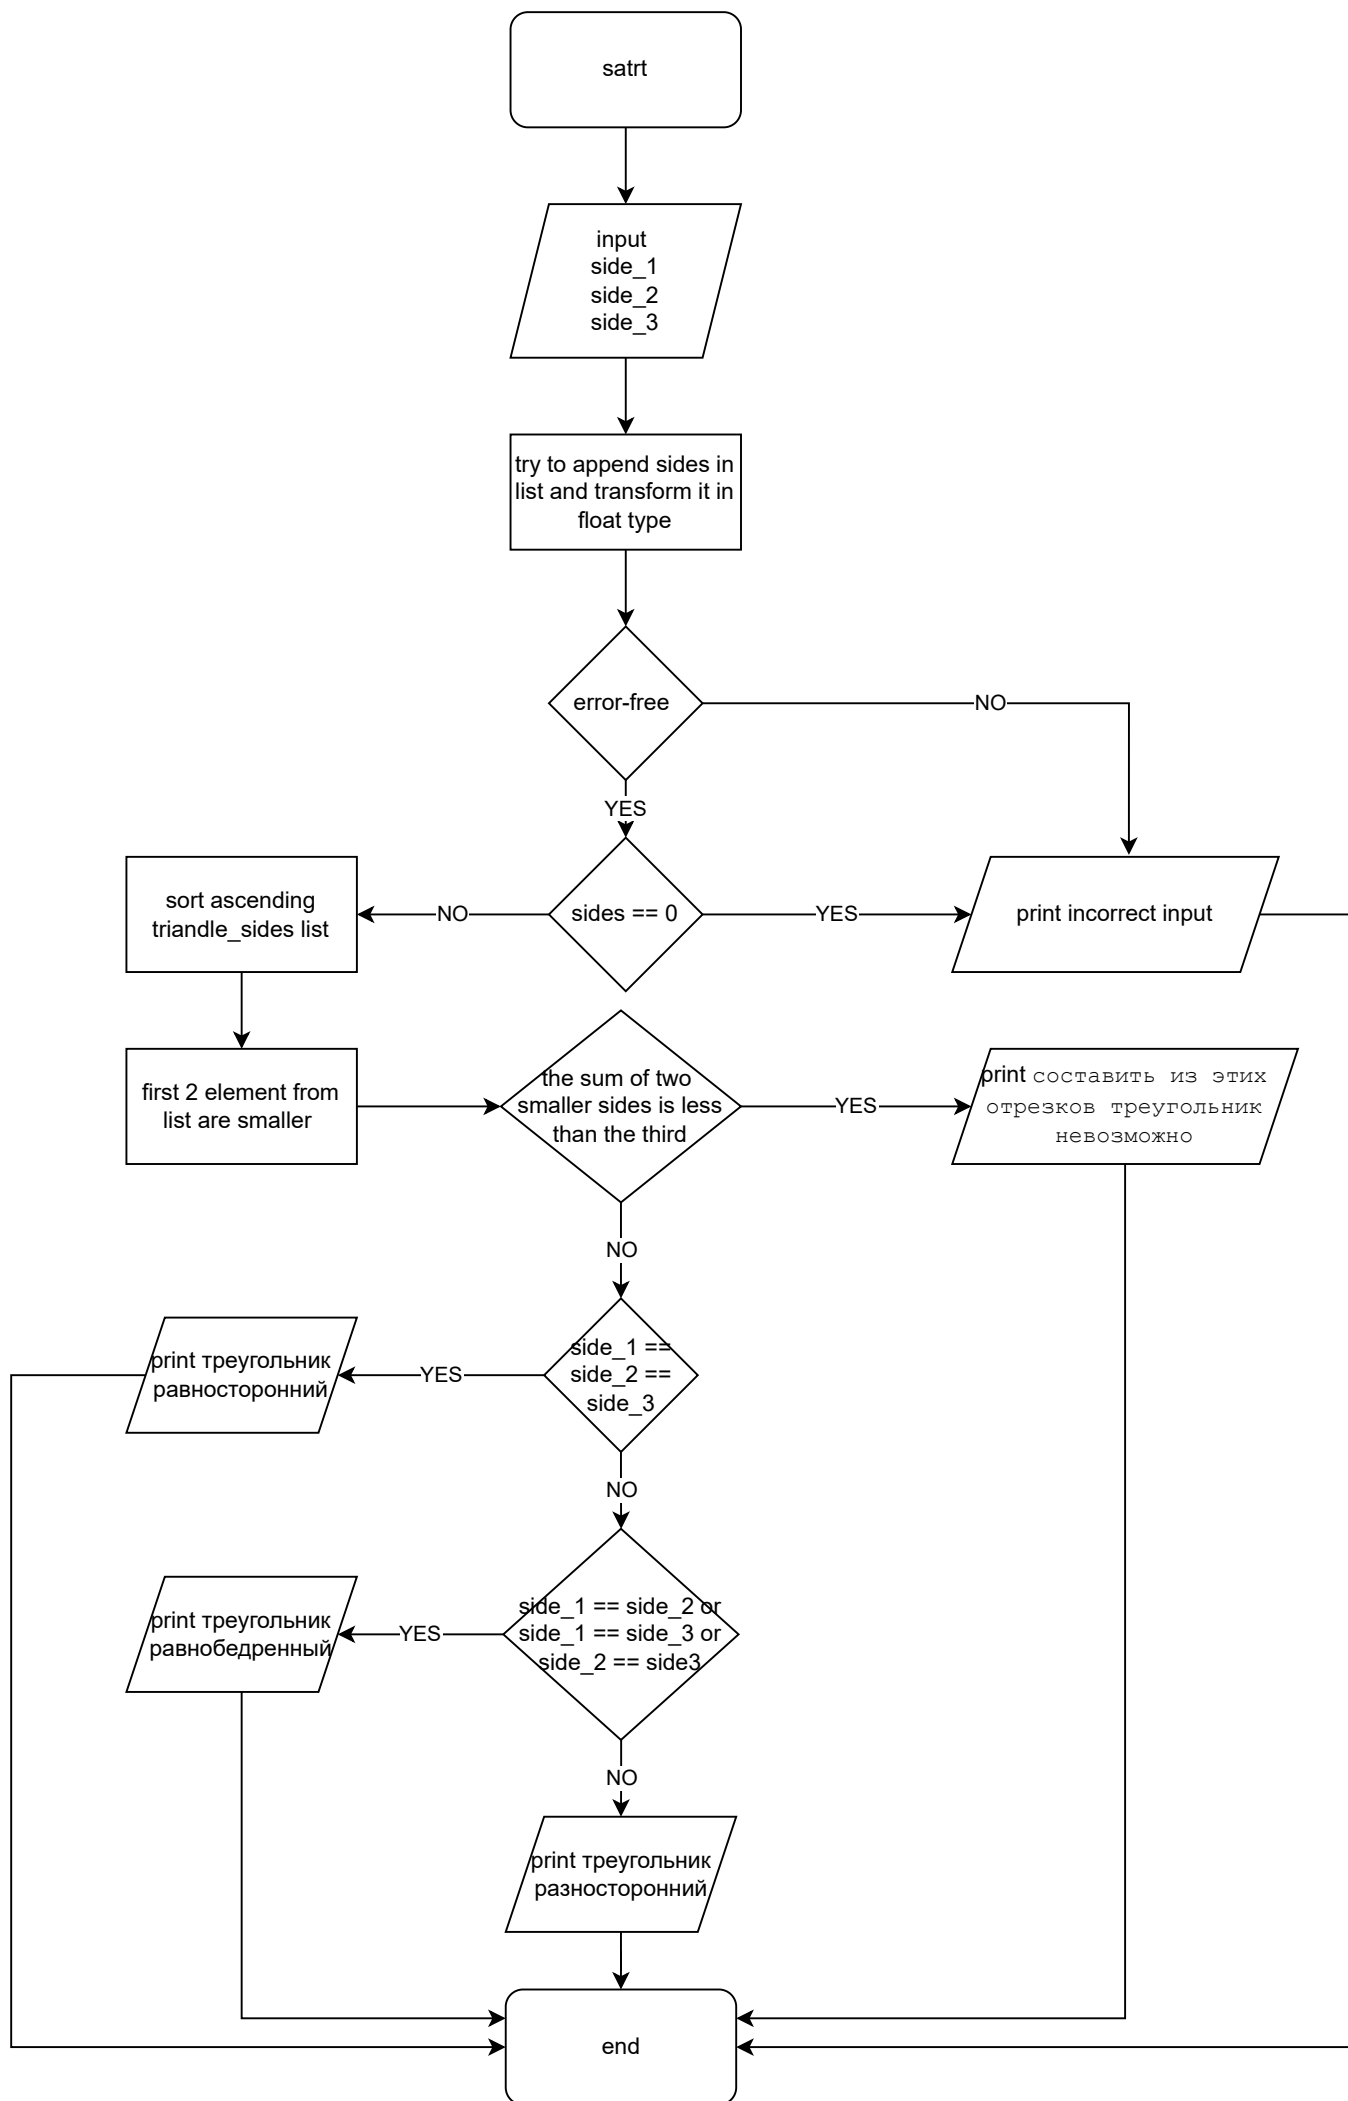 satrt
input
side_1
side_2
side_3
try to append sides in
list and transform it in
float type
error-free
NO
YES
sort ascending
triandle_sides list
NO
sides == 0
YES
print incorrect input
first 2 element from
list are smaller
the sum of two
smaller sides is less
than the third
YES
print составить из этих
отрезков треугольник
невозможно
NO
print треугольник
равносторонний
YES
side_1 ==
side_2 ==
side_3
NO
print треугольник
равнобедренный
YES
side_1 == side_2 or
side_1 == side_3 or
side_2 == side3
NO
print треугольник
разносторонний
end